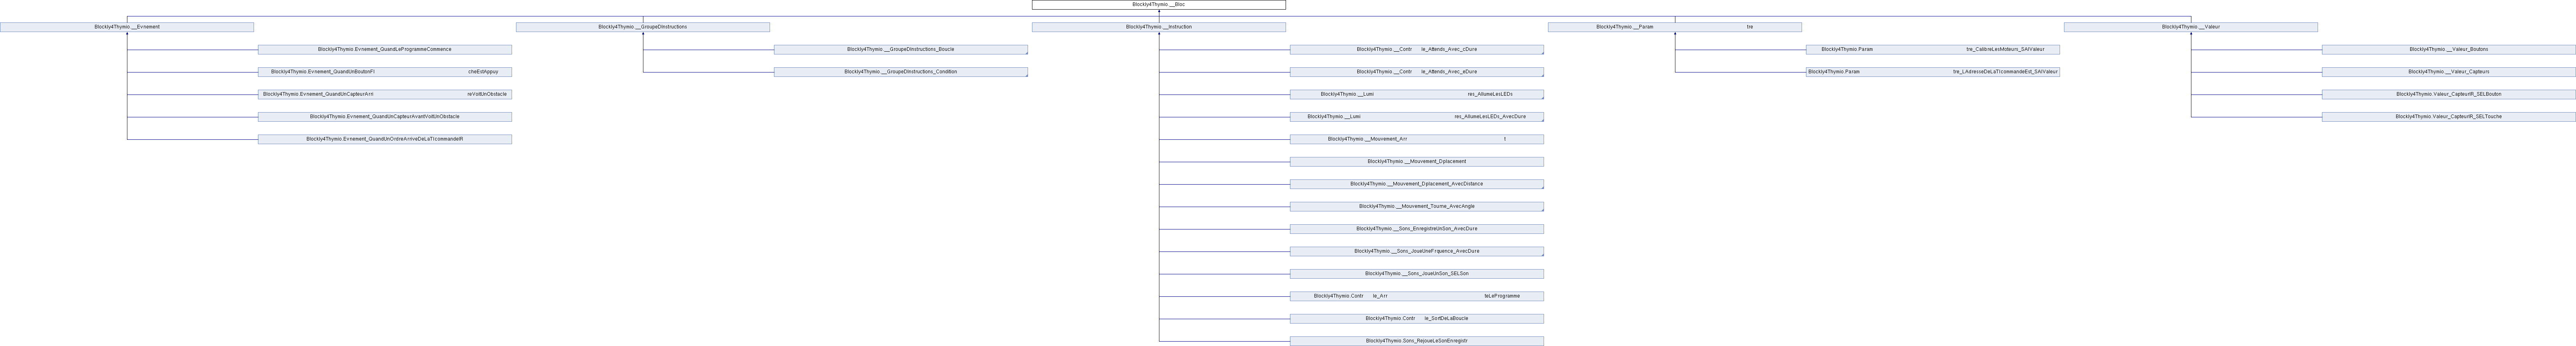 Blockly4Thymio.__Bloc
Blockly4Thymio.__Evnement
Blockly4Thymio.__GroupeDInstructions
Blockly4Thymio.__Instruction
Blockly4Thymio.__Param tre
Blockly4Thymio.__Valeur
Blockly4Thymio.Evnement_QuandLeProgrammeCommence
Blockly4Thymio.Evnement_QuandUnBoutonFl cheEstAppuy
Blockly4Thymio.Evnement_QuandUnCapteurArri reVoitUnObstacle
Blockly4Thymio.Evnement_QuandUnCapteurAvantVoitUnObstacle
Blockly4Thymio.Evnement_QuandUnOrdreArriveDeLaTlcommandeIR
Blockly4Thymio.__GroupeDInstructions_Boucle
Blockly4Thymio.__GroupeDInstructions_Condition
Blockly4Thymio.__Contr le_Attends_Avec_cDure
Blockly4Thymio.__Contr le_Attends_Avec_eDure
Blockly4Thymio.__Lumi res_AllumeLesLEDs
Blockly4Thymio.__Lumi res_AllumeLesLEDs_AvecDure
Blockly4Thymio.__Mouvement_Arr t
Blockly4Thymio.__Mouvement_Dplacement
Blockly4Thymio.__Mouvement_Dplacement_AvecDistance
Blockly4Thymio.__Mouvement_Tourne_AvecAngle
Blockly4Thymio.__Sons_EnregistreUnSon_AvecDure
Blockly4Thymio.__Sons_JoueUneFrquence_AvecDure
Blockly4Thymio.__Sons_JoueUnSon_SELSon
Blockly4Thymio.Contr le_Arr teLeProgramme
Blockly4Thymio.Contr le_SortDeLaBoucle
Blockly4Thymio.Sons_RejoueLeSonEnregistr
Blockly4Thymio.Param tre_CalibreLesMoteurs_SAIValeur
Blockly4Thymio.Param tre_LAdresseDeLaTlcommandeEst_SAIValeur
Blockly4Thymio.__Valeur_Boutons
Blockly4Thymio.__Valeur_Capteurs
Blockly4Thymio.Valeur_CapteurIR_SELBouton
Blockly4Thymio.Valeur_CapteurIR_SELTouche